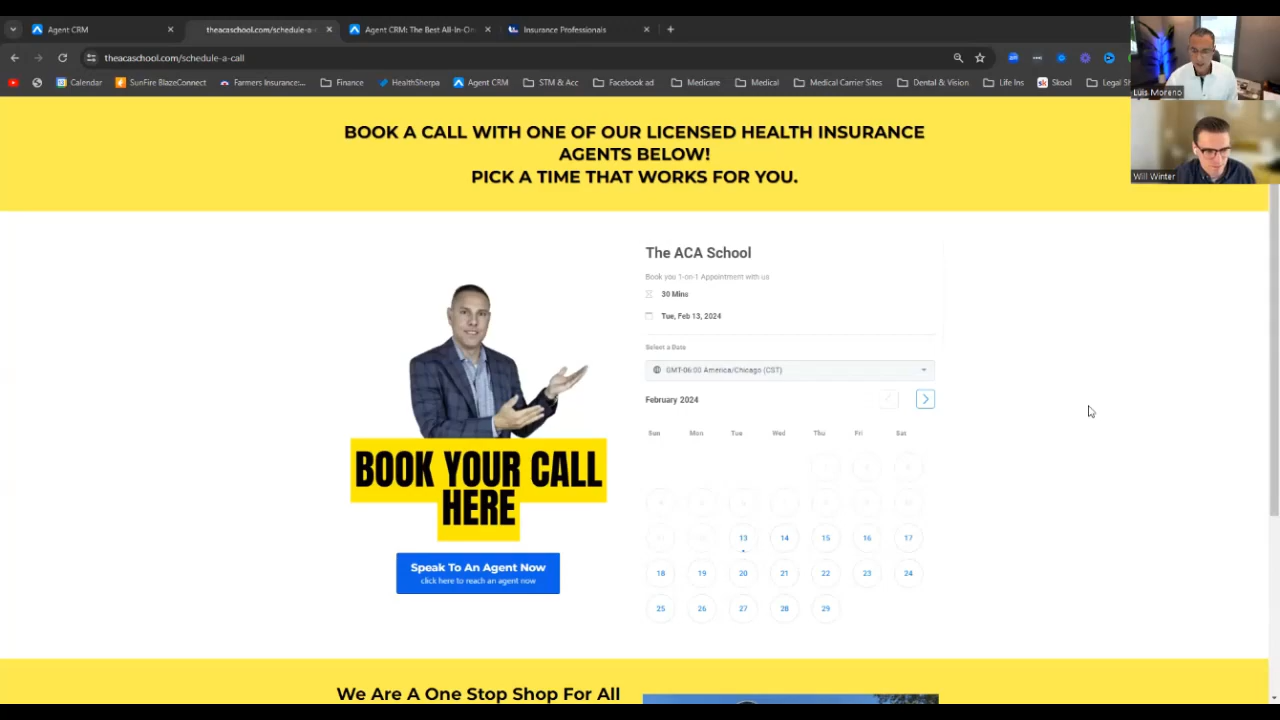 Agent CRM
theacaschool.com/schedule-a-c
Agent CRM: The Best All-In-On
Insurance Professionals
theacaschool.com/schedule-a-call
Calendar
SunFire BlazeConnect
Farmers Insurance:...
Finance
HealthSherpa
Agent CRM
STM & Acc
Facebook ad
Medicare
Medical
Medical Carrier Sites
Dental & Vision
Life Ins
Skool
Legal Sh
Luis Moreno
Will Winter
BOOK A CALL WITH ONE OF OUR LICENSED HEALTH INSURANCE
AGENTS BELOW!
PICK A TIME THAT WORKS FOR YOU.
BOOK YOUR CALL
HERE
Speak To An Agent Now
click here to reach an agent now
The ACA School
Book you 1-on-1 Appointment with us
30 Mins
Tue, Feb 13, 2024
Select a Date
GMT-06:00 America/Chicago (CST)
February 2024
Sun Mon Tue Wed Thu Fri Sat
13 14 15 16 17
18 19 20 21 22 23 24
25 26 27 28 29
We Are A One Stop Shop For All